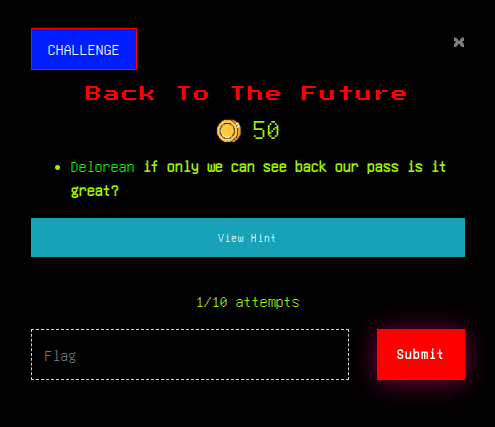 CHALLENGE
×
Back To The Future
50
Delorean if only we can see back our pass is it
great?
View Hint
1/10 attempts
Flag
Submit